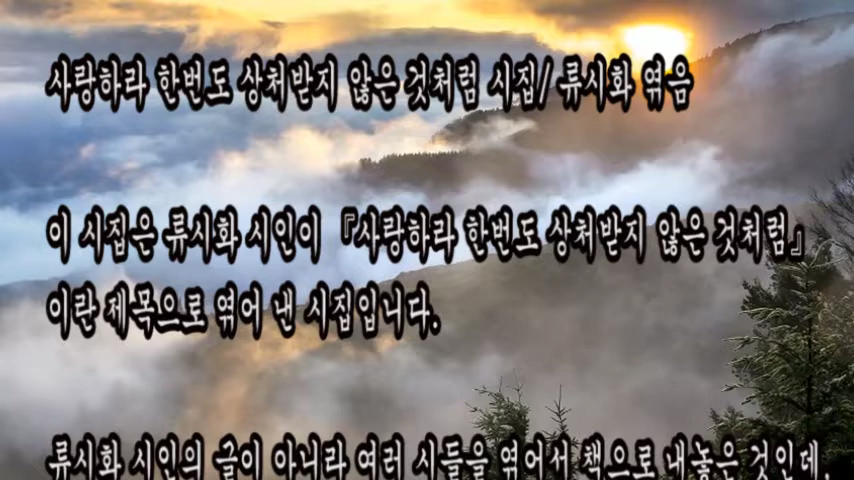 사랑하라 한번도 상처받지 않은 것처럼 시집/ 류시화 엮음
이 시집은 류시화 시인이 『사랑하라 한번도 상처받지 않은 것처럼』
이란 제목으로 엮어 낸 시집입니다.
류시화 시인의 글이 아니라 여러 시들을 엮어서 책으로 내놓은 것인데,